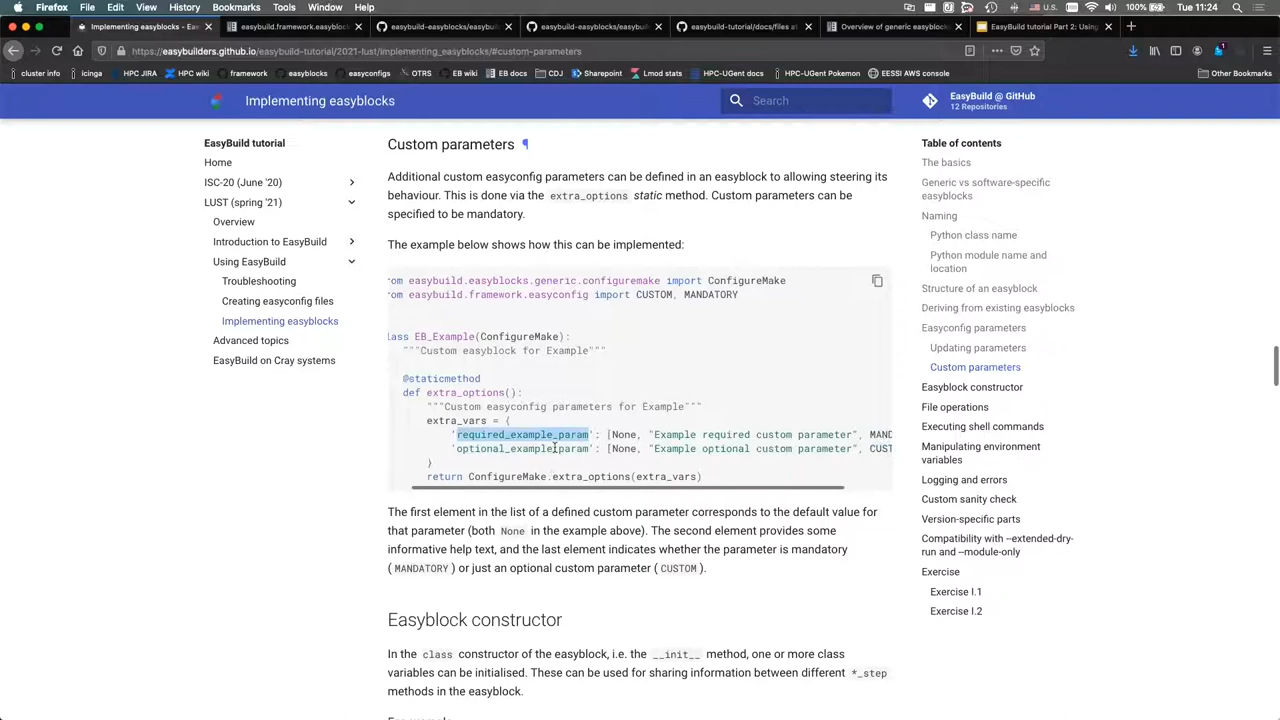 Firefox File Edit View History Bookmarks Tools Window Help
100% Tue 11:24
Implementing easyblocks - Eas
easybuild.framework.easyblock
easybuild-easyblocks/easybuild
easybuild-easyblocks/easybuild
easybuild-tutorial/docs/files at
Overview of generic easyblocks
EasyBuild tutorial Part 2: Using
https://easybuilders.github.io/easybuild-tutorial/2021-lust/implementing_easyblocks/#custom-parameters
cluster info Icinga HPC JIRA HPC wiki framework easyblocks easyconfigs OTRS EB wiki EB docs CDJ Sharepoint Lmod stats HPC-UGent docs HPC-UGent Pokemon EESSI AWS console Other Bookmarks
Implementing easyblocks
Search
EasyBuild @ GitHub
12 Repositories
EasyBuild tutorial
Home
ISC-20 (June '20)
LUST (spring '21)
Overview
Introduction to EasyBuild
Using EasyBuild
Troubleshooting
Creating easyconfig files
Implementing easyblocks
Advanced topics
EasyBuild on Cray systems
Custom parameters ¶
Additional custom easyconfig parameters can be defined in an easyblock to allowing steering its
behaviour. This is done via the extra_options static method. Custom parameters can be
specified to be mandatory.
The example below shows how this can be implemented:
rom easybuild.easyblocks.generic.configuremake import ConfigureMake
rom easybuild.framework.easyconfig import CUSTOM, MANDATORY
lass EB_Example(ConfigureMake):
"""Custom easyblock for Example"""
@staticmethod
def extra_options():
"""Custom easyconfig parameters for Example"""
extra_vars = {
'required_example_param': [None, "Example required custom parameter", MAND
'optional_example_param': [None, "Example optional custom parameter", CUST
}
return ConfigureMake.extra_options(extra_vars)
The first element in the list of a defined custom parameter corresponds to the default value for
that parameter (both None in the example above). The second element provides some
informative help text, and the last element indicates whether the parameter is mandatory
(MANDATORY) or just an optional custom parameter (CUSTOM).
Easyblock constructor
In the class constructor of the easyblock, i.e. the __init__ method, one or more class
variables can be initialised. These can be used for sharing information between different *_step
methods in the easyblock.
Table of contents
The basics
Generic vs software-specific
easyblocks
Naming
Python class name
Python module name and
location
Structure of an easyblock
Deriving from existing easyblocks
Easyconfig parameters
Updating parameters
Custom parameters
Easyblock constructor
File operations
Executing shell commands
Manipulating environment
variables
Logging and errors
Custom sanity check
Version-specific parts
Compatibility with --extended-dry-
run and --module-only
Exercise
Exercise I.1
Exercise I.2